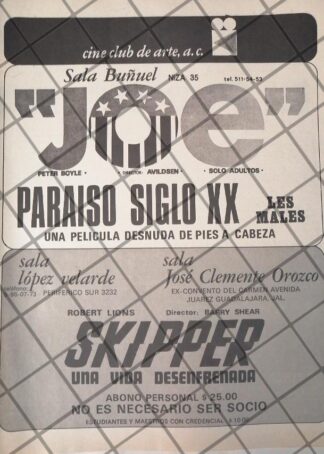 cine club de arte, a.c.
Sala Buñuel NIZA 35 tel. 511-54-53
"JOe"
PETER BOYLE • • DIRECTOR: AVILDSEN • • SOLO ADULTOS •
PARAISO SIGLO XX LES MALES
UNA PELICULA DESNUDA DE PIES A CABEZA
sala
lópez velarde
PERIFERICO SUR 3232
sala
José Clemente Orozco
EX-CONVENTO DEL CARMEN AVENIDA
JUAREZ GUADALAJARA, JAL.
ROBERT LIONS Director: BARRY SHEAR
SKIPPER
UNA VIDA DESENFRENADA
ABONO PERSONAL $ 25.00
NO ES NECESARIO SER SOCIO
ESTUDIANTES Y MAESTROS CON CREDENCIAL